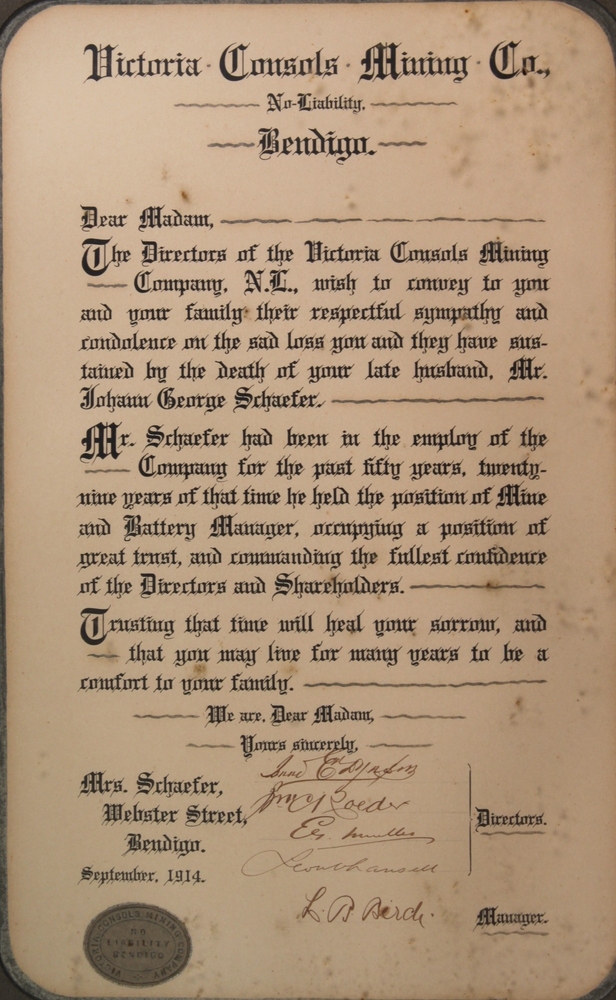 Victoria · Consols · Mining · Co.,
No-Liability.
Bendigo.
Dear Madam,
The Directors of the Victoria Consols Mining
Company, N.L., wish to convey to you
and your family their respectful sympathy and
condolence on the sad loss you and they have sus-
tained by the death of your late husband, Mr.
Johann George Schaefer.
Mr. Schaefer had been in the employ of the
Company for the past fifty years, twenty-
nine years of that time he held the position of Mine
and Battery Manager, occupying a position of
great trust, and commanding the fullest confidence
of the Directors and Shareholders.
Trusting that time will heal your sorrow, and
that you may live for many years to be a
comfort to your family.
We are, Dear Madam,
Yours sincerely,
Mrs. Schaefer,
Webster Street,
Bendigo.
September, 1914.
Directors.
L. B. Birch.
Manager.
VICTORIA CONSOLS MINING COMPANY
NO
LIABILITY
BENDIGO